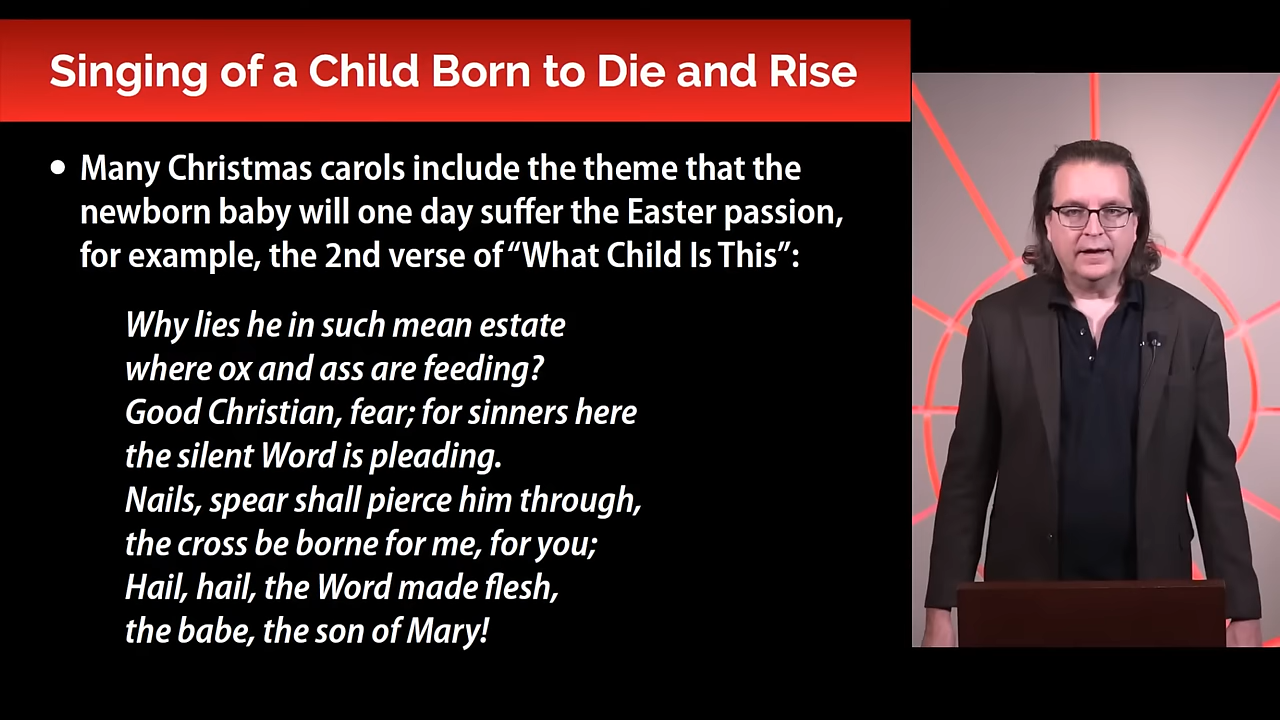 Singing of a Child Born to Die and Rise
• Many Christmas carols include the theme that the
newborn baby will one day suffer the Easter passion,
for example, the 2nd verse of “What Child Is This”:
Why lies he in such mean estate
where ox and ass are feeding?
Good Christian, fear; for sinners here
the silent Word is pleading.
Nails, spear shall pierce him through,
the cross be borne for me, for you;
Hail, hail, the Word made flesh,
the babe, the son of Mary!